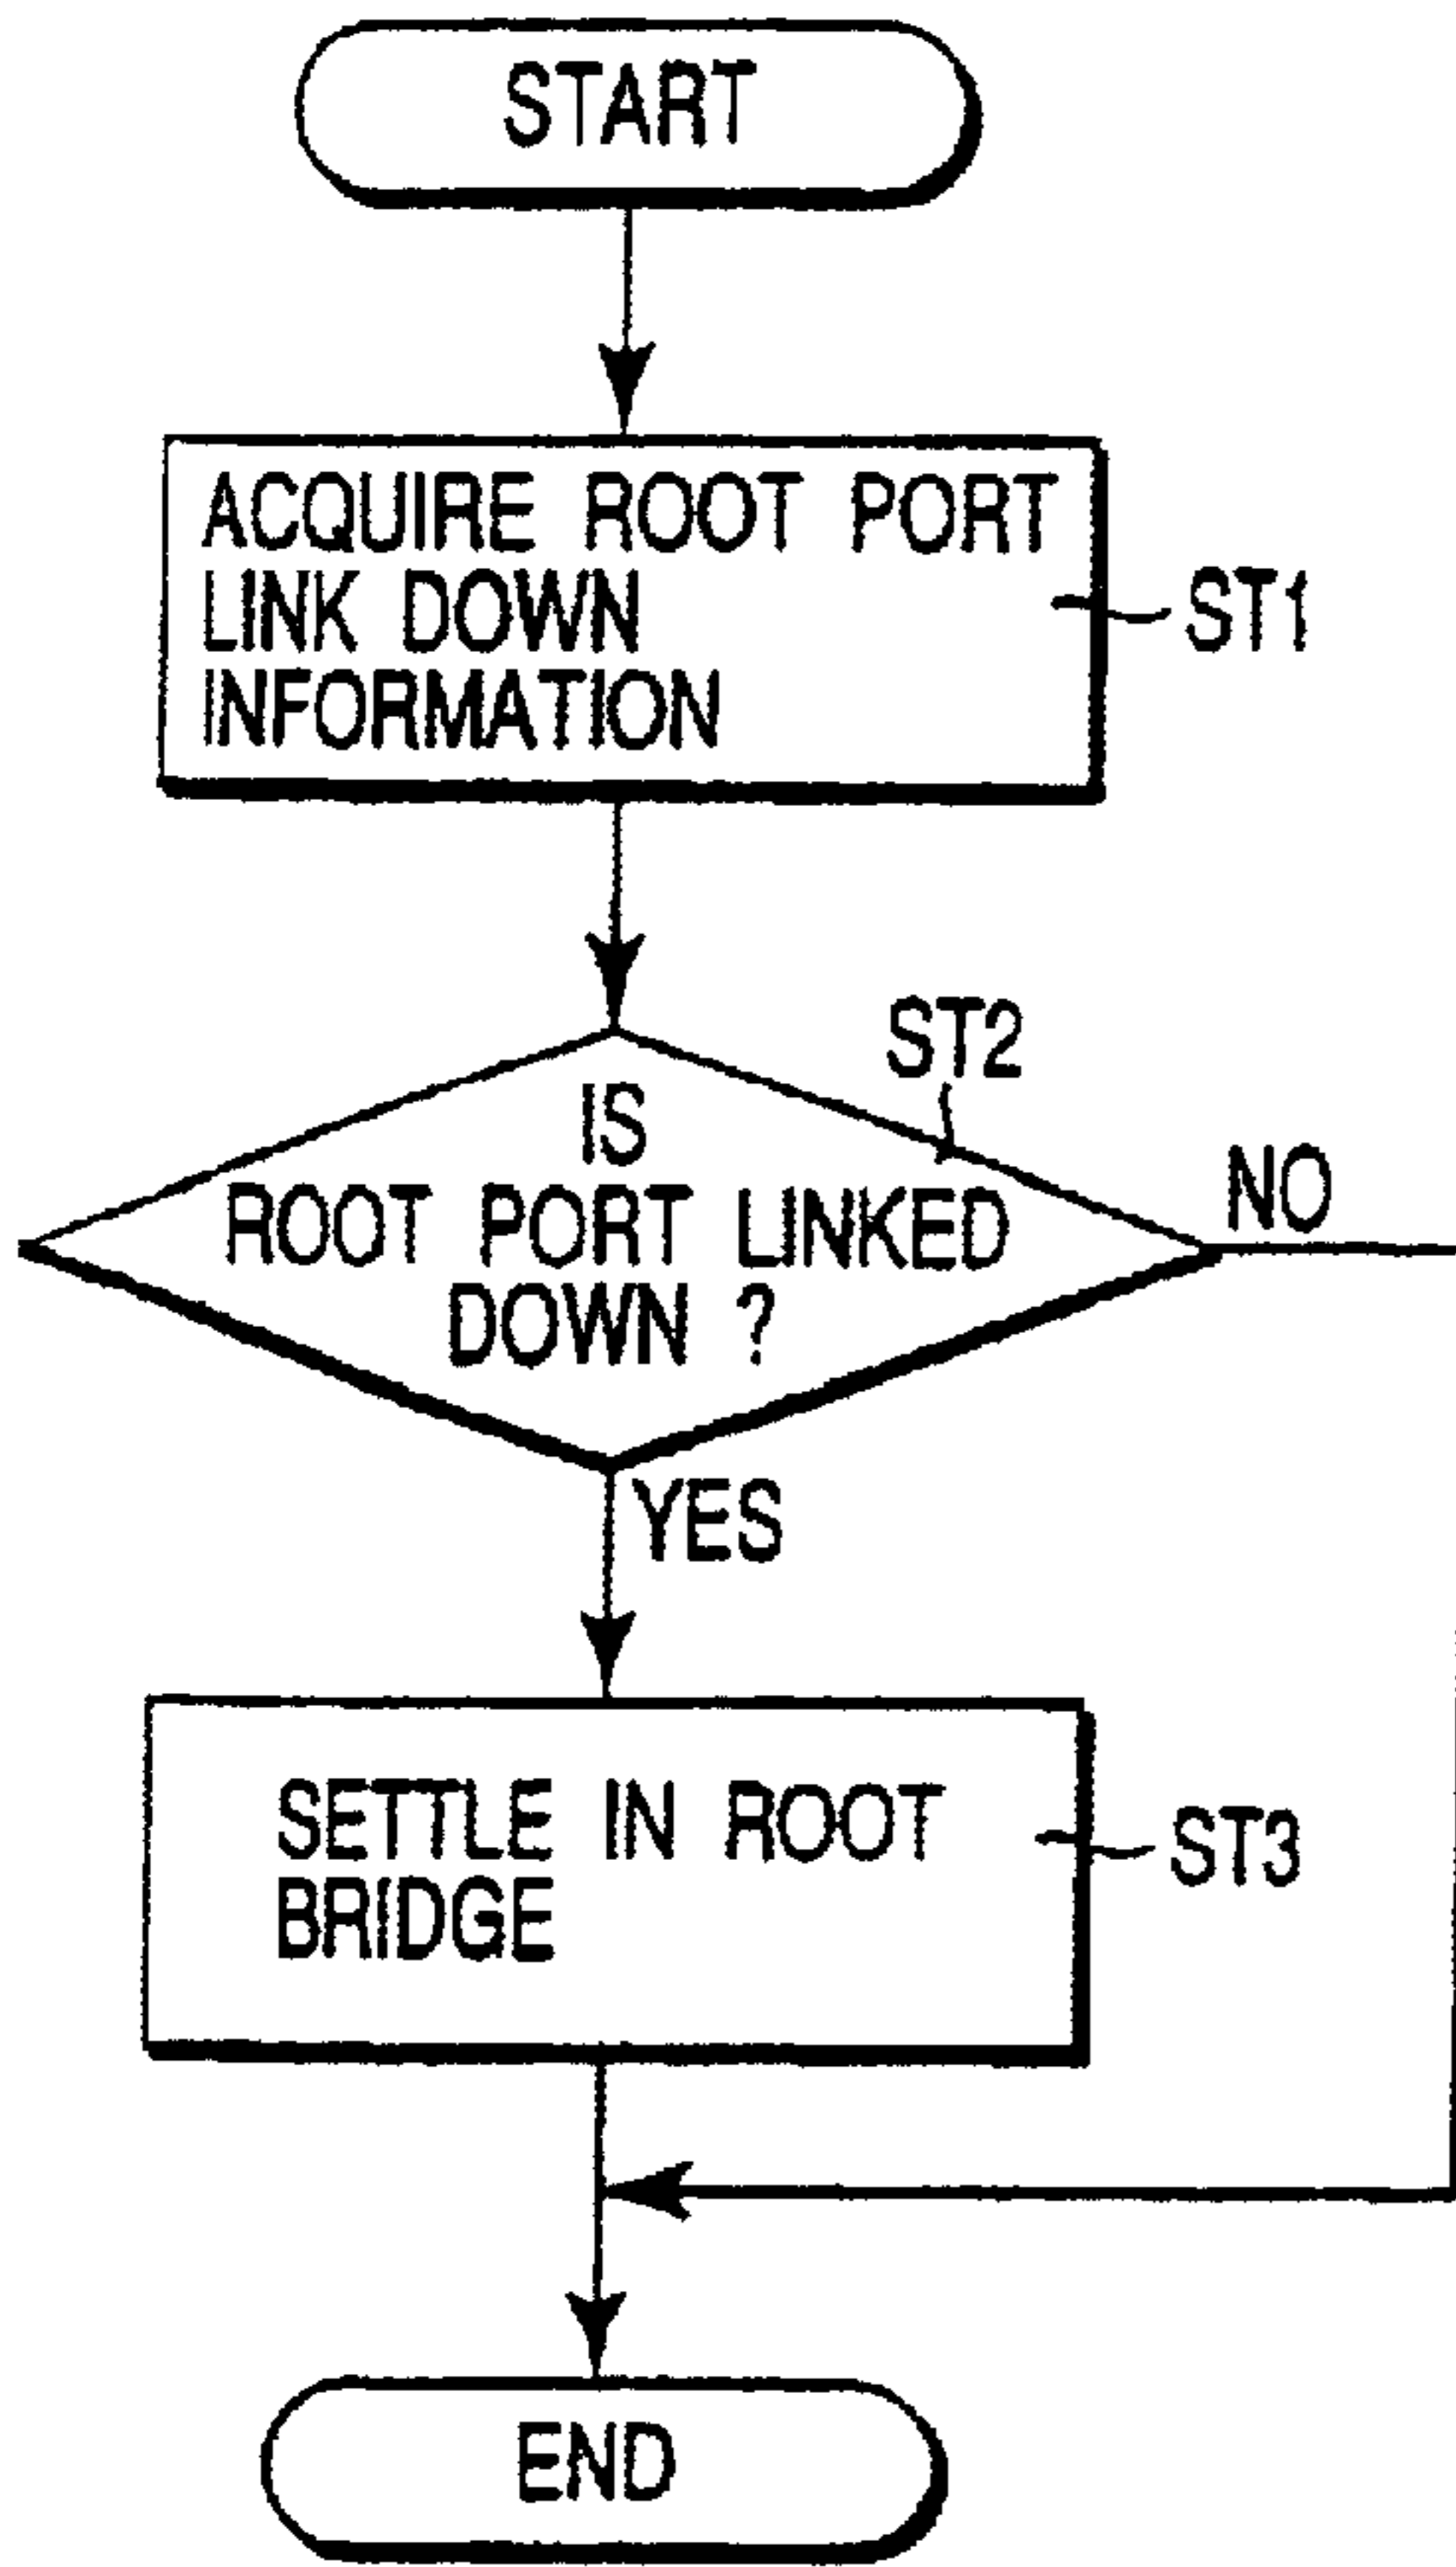 START
ACQUIRE ROOT PORT
LINK DOWN
INFORMATION
ST1
ST2
IS
ROOT PORT LINKED
DOWN ?
NO
YES
SETTLE IN ROOT
BRIDGE
ST3
END